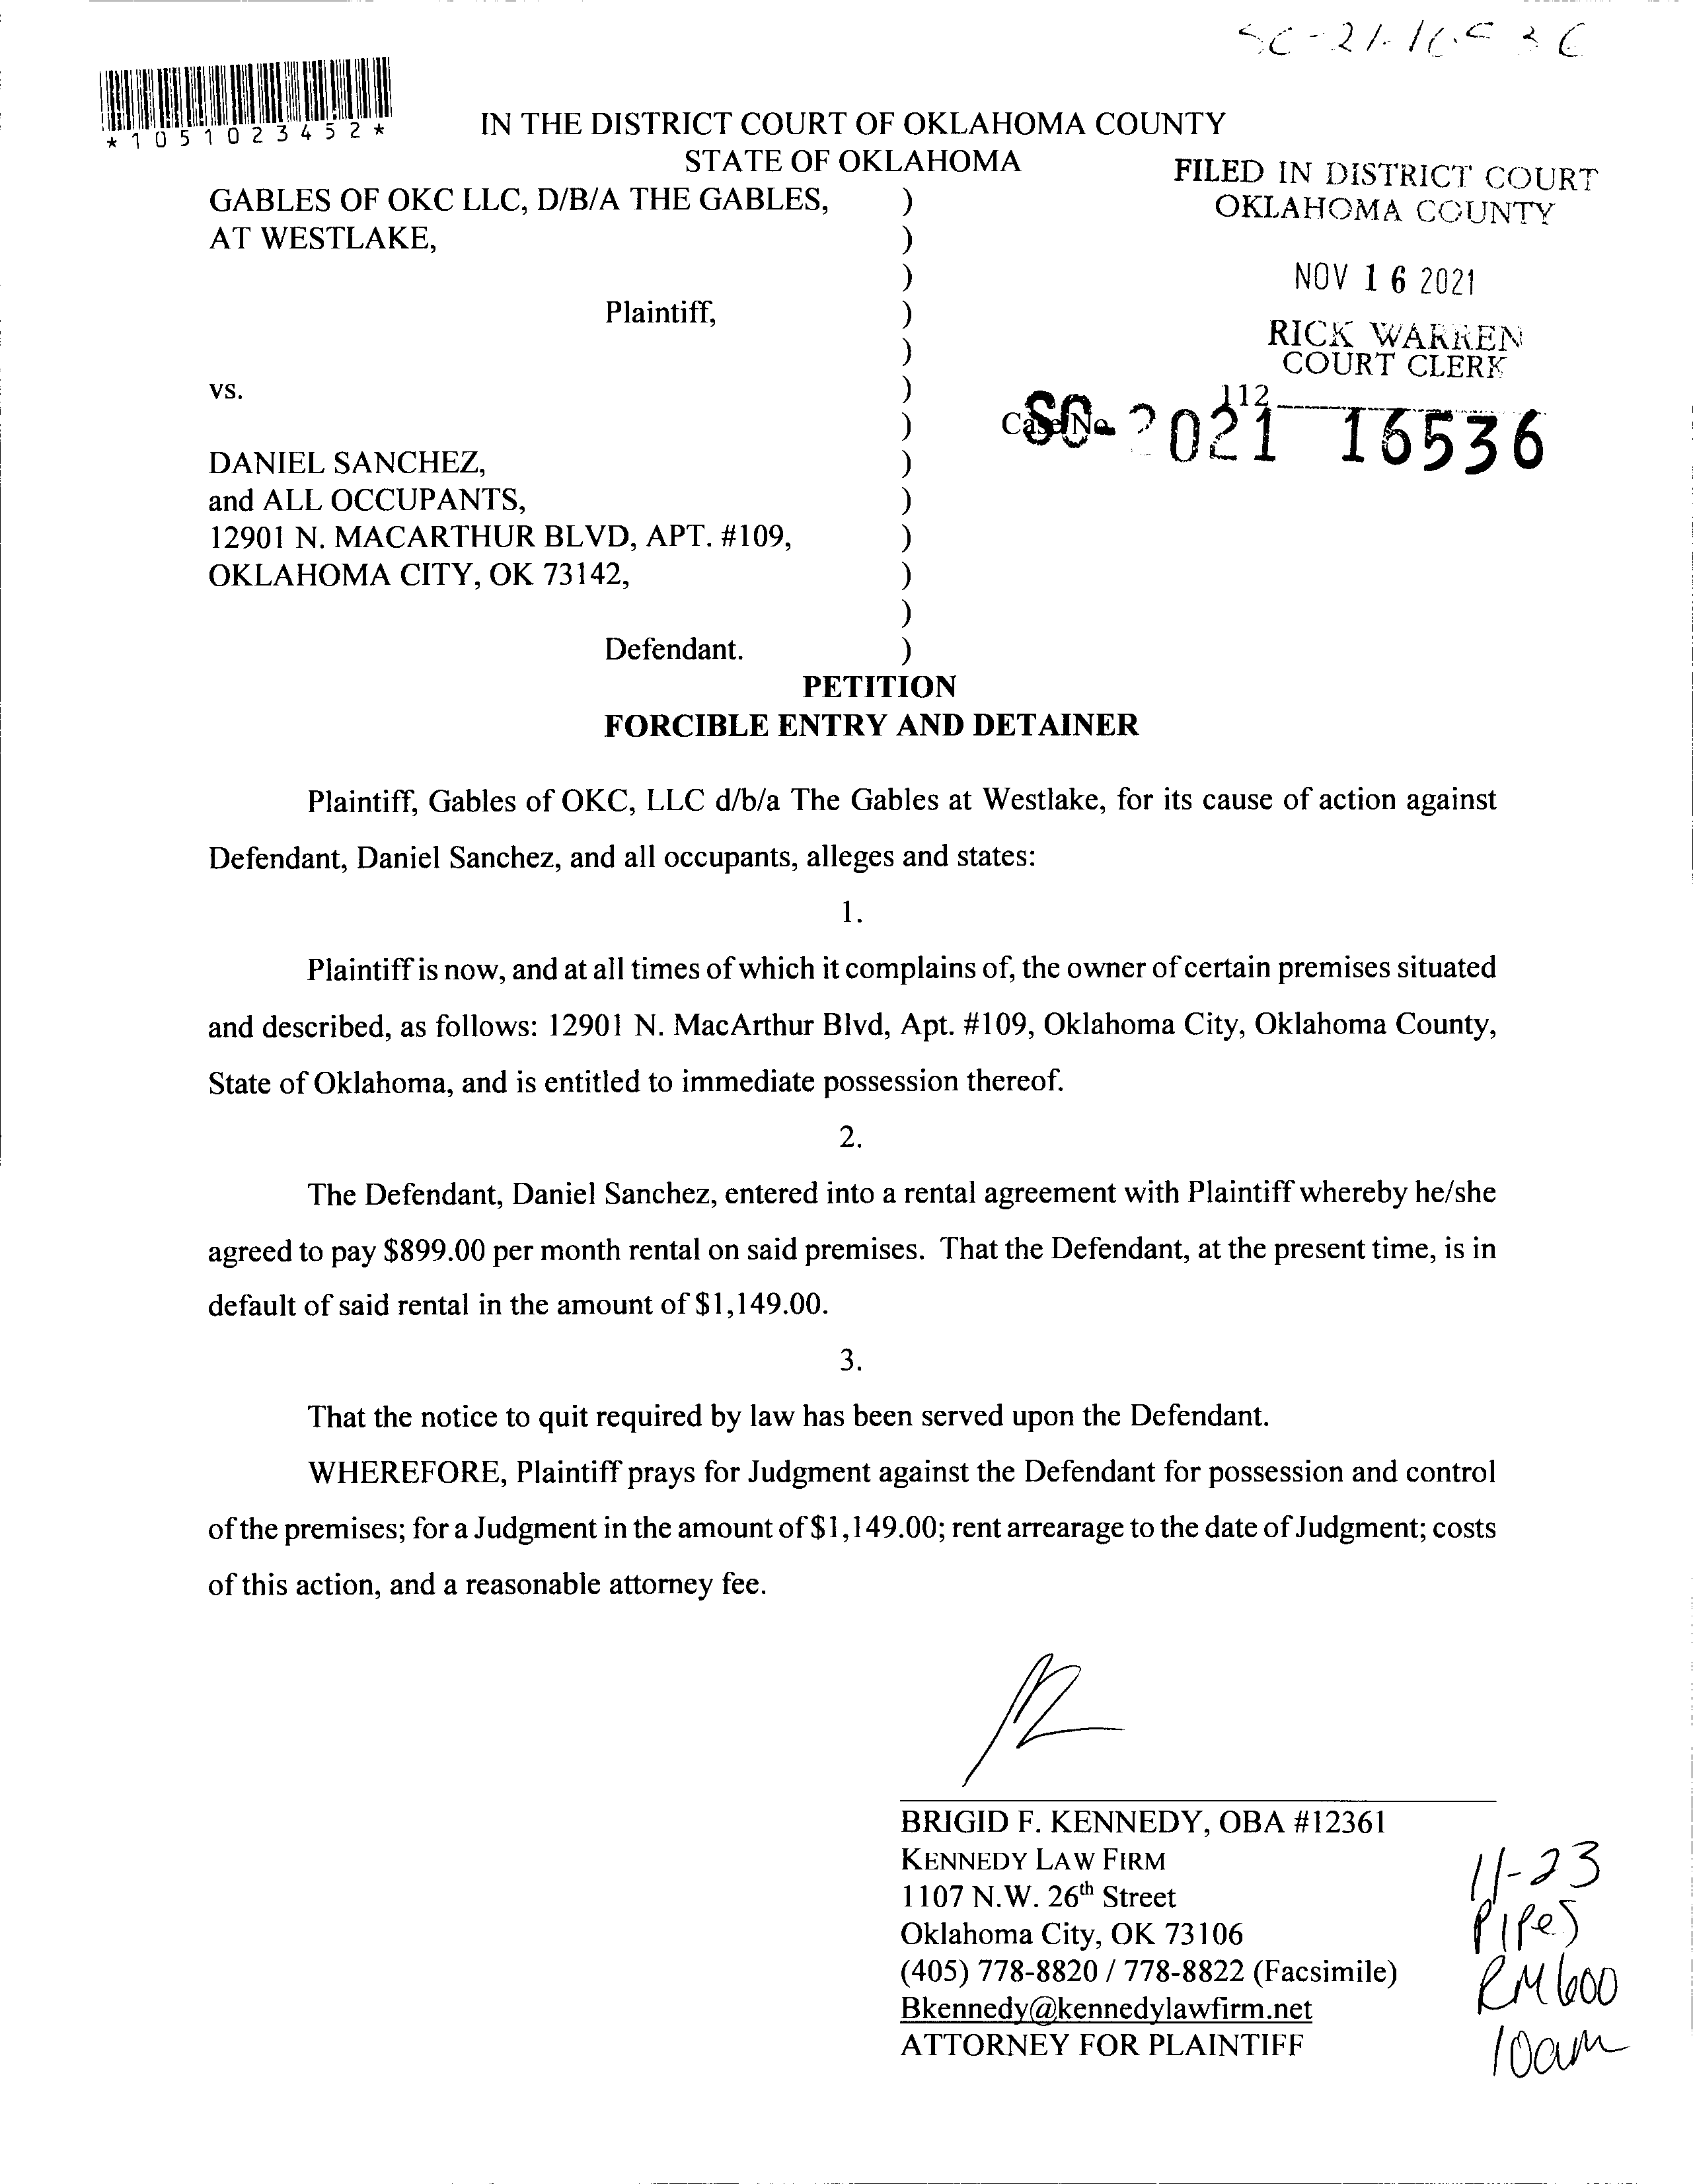 SC-21-16536
*1051023452*
IN THE DISTRICT COURT OF OKLAHOMA COUNTY
STATE OF OKLAHOMA
FILED IN DISTRICT COURT
OKLAHOMA COUNTY
NOV 16 2021
RICK WARREN
COURT CLERK
112
GABLES OF OKC LLC, D/B/A THE GABLES, )
AT WESTLAKE, )
)
Plaintiff, )
)
vs. )
) Case No. SC-2021 16536
DANIEL SANCHEZ, )
and ALL OCCUPANTS, )
12901 N. MACARTHUR BLVD, APT. #109, )
OKLAHOMA CITY, OK 73142, )
)
Defendant. )
PETITION
FORCIBLE ENTRY AND DETAINER
Plaintiff, Gables of OKC, LLC d/b/a The Gables at Westlake, for its cause of action against
Defendant, Daniel Sanchez, and all occupants, alleges and states:
1.
Plaintiff is now, and at all times of which it complains of, the owner of certain premises situated
and described, as follows: 12901 N. MacArthur Blvd, Apt. #109, Oklahoma City, Oklahoma County,
State of Oklahoma, and is entitled to immediate possession thereof.
2.
The Defendant, Daniel Sanchez, entered into a rental agreement with Plaintiff whereby he/she
agreed to pay $899.00 per month rental on said premises. That the Defendant, at the present time, is in
default of said rental in the amount of $1,149.00.
3.
That the notice to quit required by law has been served upon the Defendant.
WHEREFORE, Plaintiff prays for Judgment against the Defendant for possession and control
of the premises; for a Judgment in the amount of $1,149.00; rent arrearage to the date of Judgment; costs
of this action, and a reasonable attorney fee.
BRIGID F. KENNEDY, OBA #12361
KENNEDY LAW FIRM
1107 N.W. 26th Street
Oklahoma City, OK 73106
(405) 778-8820 / 778-8822 (Facsimile)
Bkennedy@kennedylawfirm.net
ATTORNEY FOR PLAINTIFF
11-23
Pipes
RM 600
10am